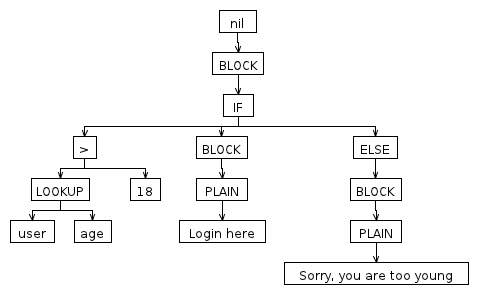 nil
BLOCK
IF
> BLOCK ELSE
LOOKUP 18 PLAIN BLOCK
user age Login here PLAIN
Sorry, you are too young